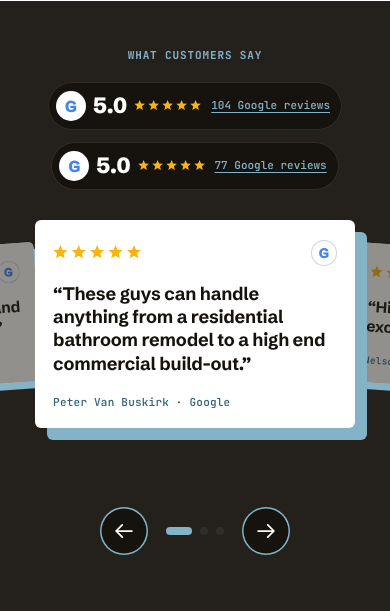 WHAT CUSTOMERS SAY
G 5.0 ★★★★★ 104 Google reviews
G 5.0 ★★★★★ 77 Google reviews
G
“These guys can handle
anything from a residential
bathroom remodel to a high end
commercial build-out.”
Peter Van Buskirk · Google
G
“Hi